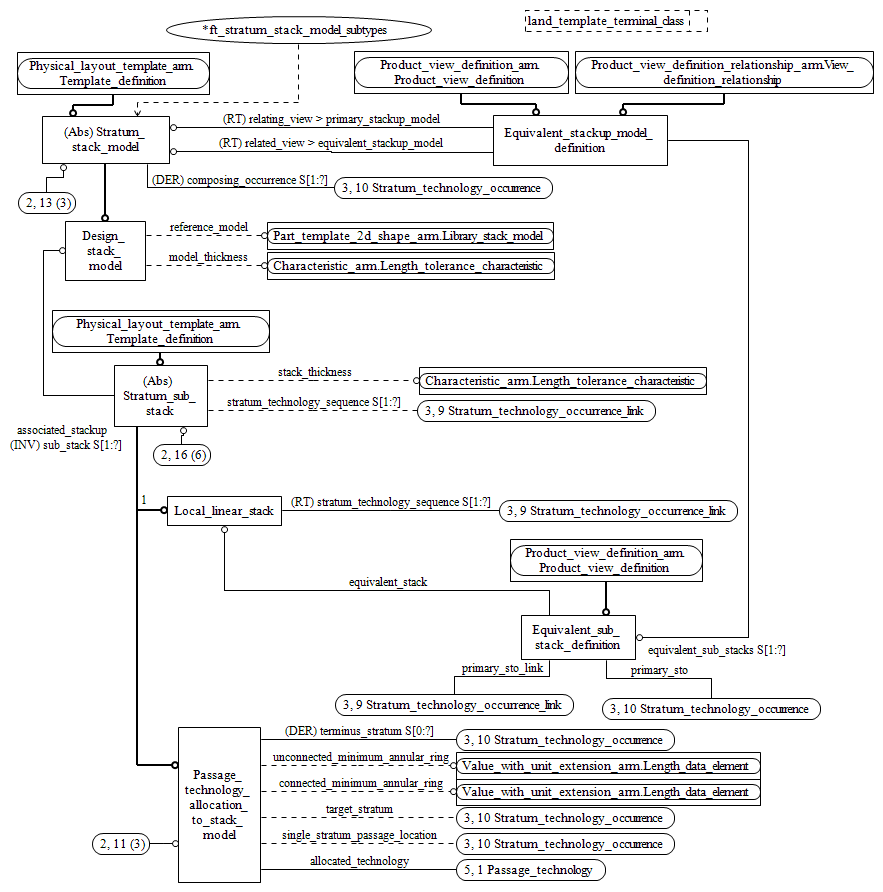 *ft_stratum_stack_model_subtypes
land_template_terminal_class
Physical_layout_template_arm.
Template_definition
Product_view_definition_arm.
Product_view_definition
Product_view_definition_relationship_arm.View_
definition_relationship
(Abs) Stratum_
stack_model
(RT) relating_view > primary_stackup_model
(RT) related_view > equivalent_stackup_model
Equivalent_stackup_model_
definition
(DER) composing_occurrence S[1:?]
3, 10 Stratum_technology_occurrence
2, 13 (3)
Design_
stack_
model
reference_model
Part_template_2d_shape_arm.Library_stack_model
model_thickness
Characteristic_arm.Length_tolerance_characteristic
Physical_layout_template_arm.
Template_definition
(Abs)
Stratum_sub_
stack
stack_thickness
Characteristic_arm.Length_tolerance_characteristic
stratum_technology_sequence S[1:?]
3, 9 Stratum_technology_occurrence_link
associated_stackup
(INV) sub_stack S[1:?]
2, 16 (6)
1
Local_linear_stack
(RT) stratum_technology_sequence S[1:?]
3, 9 Stratum_technology_occurrence_link
Product_view_definition_arm.
Product_view_definition
equivalent_stack
Equivalent_sub_
stack_definition
equivalent_sub_stacks S[1:?]
primary_sto_link
primary_sto
3, 9 Stratum_technology_occurrence_link
3, 10 Stratum_technology_occurrence
Passage_
technology_
allocation_
to_stack_
model
(DER) terminus_stratum S[0:?]
3, 10 Stratum_technology_occurrence
unconnected_minimum_annular_ring
Value_with_unit_extension_arm.Length_data_element
connected_minimum_annular_ring
Value_with_unit_extension_arm.Length_data_element
target_stratum
3, 10 Stratum_technology_occurrence
single_stratum_passage_location
3, 10 Stratum_technology_occurrence
2, 11 (3)
allocated_technology
5, 1 Passage_technology